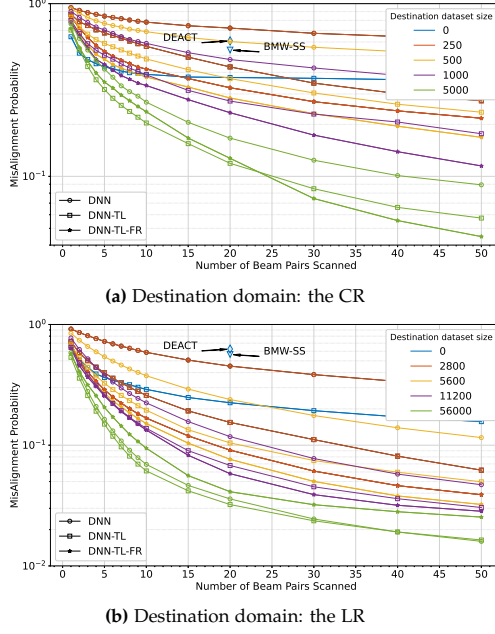 10⁰
10⁻¹
MisAlignment Probability
DEACT
BMW-SS
Destination dataset size
0
250
500
1000
5000
DNN
DNN-TL
DNN-TL-FR
0 5 10 15 20 25 30 35 40 45 50
Number of Beam Pairs Scanned
(a) Destination domain: the CR
10⁰
10⁻¹
10⁻²
MisAlignment Probability
DEACT
BMW-SS
Destination dataset size
0
2800
5600
11200
56000
DNN
DNN-TL
DNN-TL-FR
0 5 10 15 20 25 30 35 40 45 50
Number of Beam Pairs Scanned
(b) Destination domain: the LR